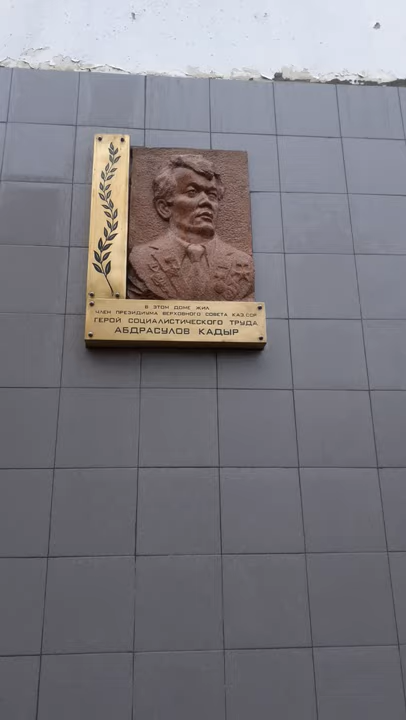 В ЭТОМ ДОМЕ ЖИЛ
ЧЛЕН ПРЕЗИДИУМА ВЕРХОВНОГО СОВЕТА КАЗ.ССР
ГЕРОЙ СОЦИАЛИСТИЧЕСКОГО ТРУДА
АБДРАСУЛОВ КАДЫР